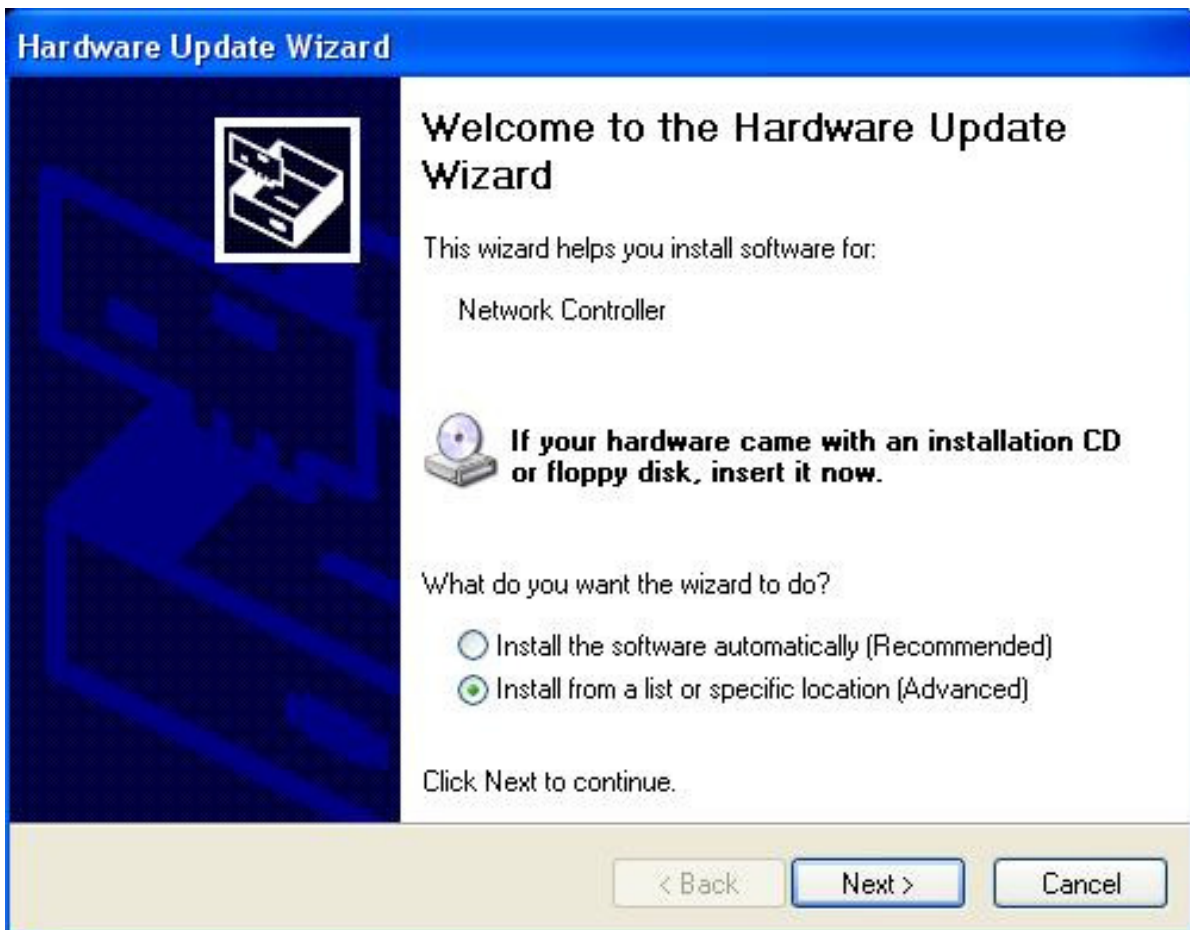 Hardware Update Wizard
Welcome to the Hardware Update
Wizard
This wizard helps you install software for:
Network Controller
If your hardware came with an installation CD
or floppy disk, insert it now.
What do you want the wizard to do?
Install the software automatically (Recommended)
Install from a list or specific location (Advanced)
Click Next to continue.
< Back
Next >
Cancel